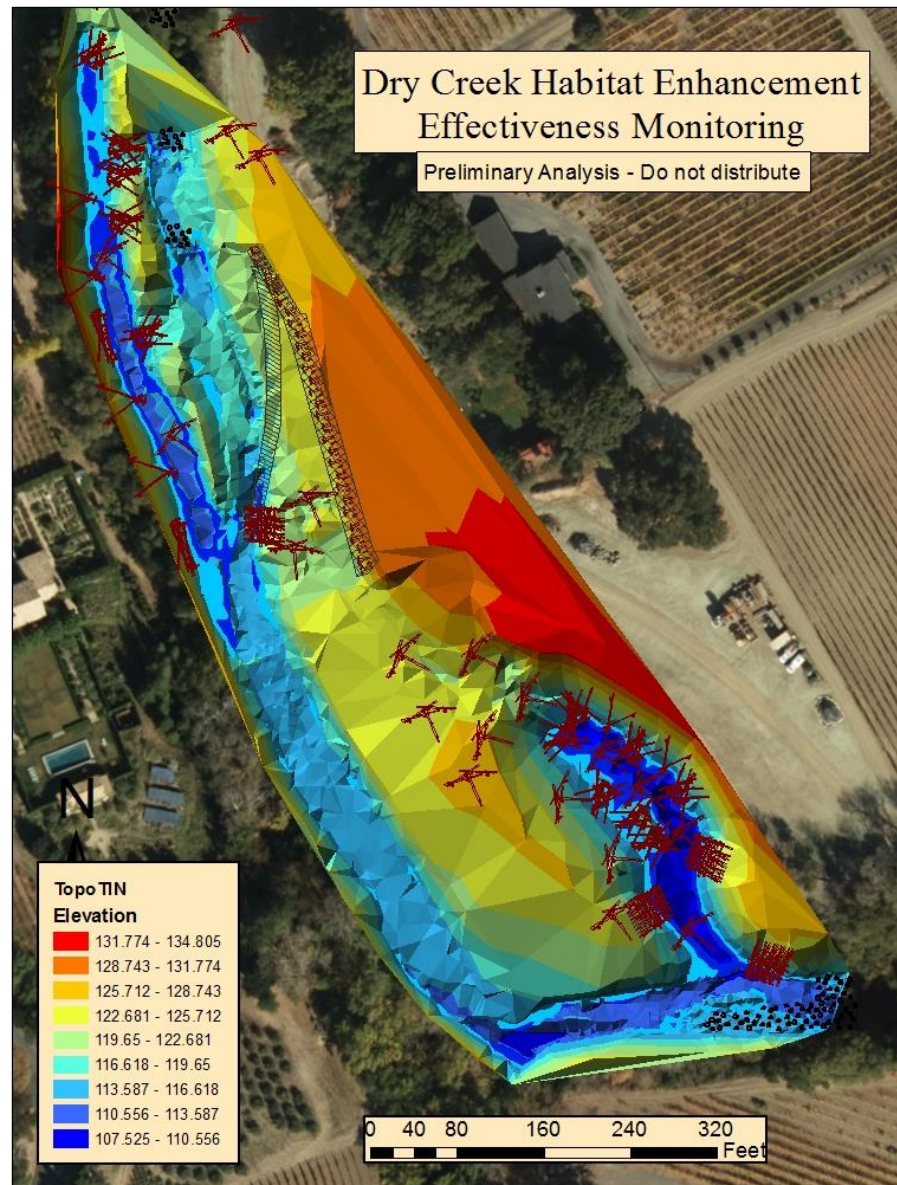 Dry Creek Habitat Enhancement
Effectiveness Monitoring
Preliminary Analysis - Do not distribute
N
TopoTIN
Elevation
131.774 - 134.805
128.743 - 131.774
125.712 - 128.743
122.681 - 125.712
119.65 - 122.681
116.618 - 119.65
113.587 - 116.618
110.556 - 113.587
107.525 - 110.556
0 40 80 160 240 320
Feet